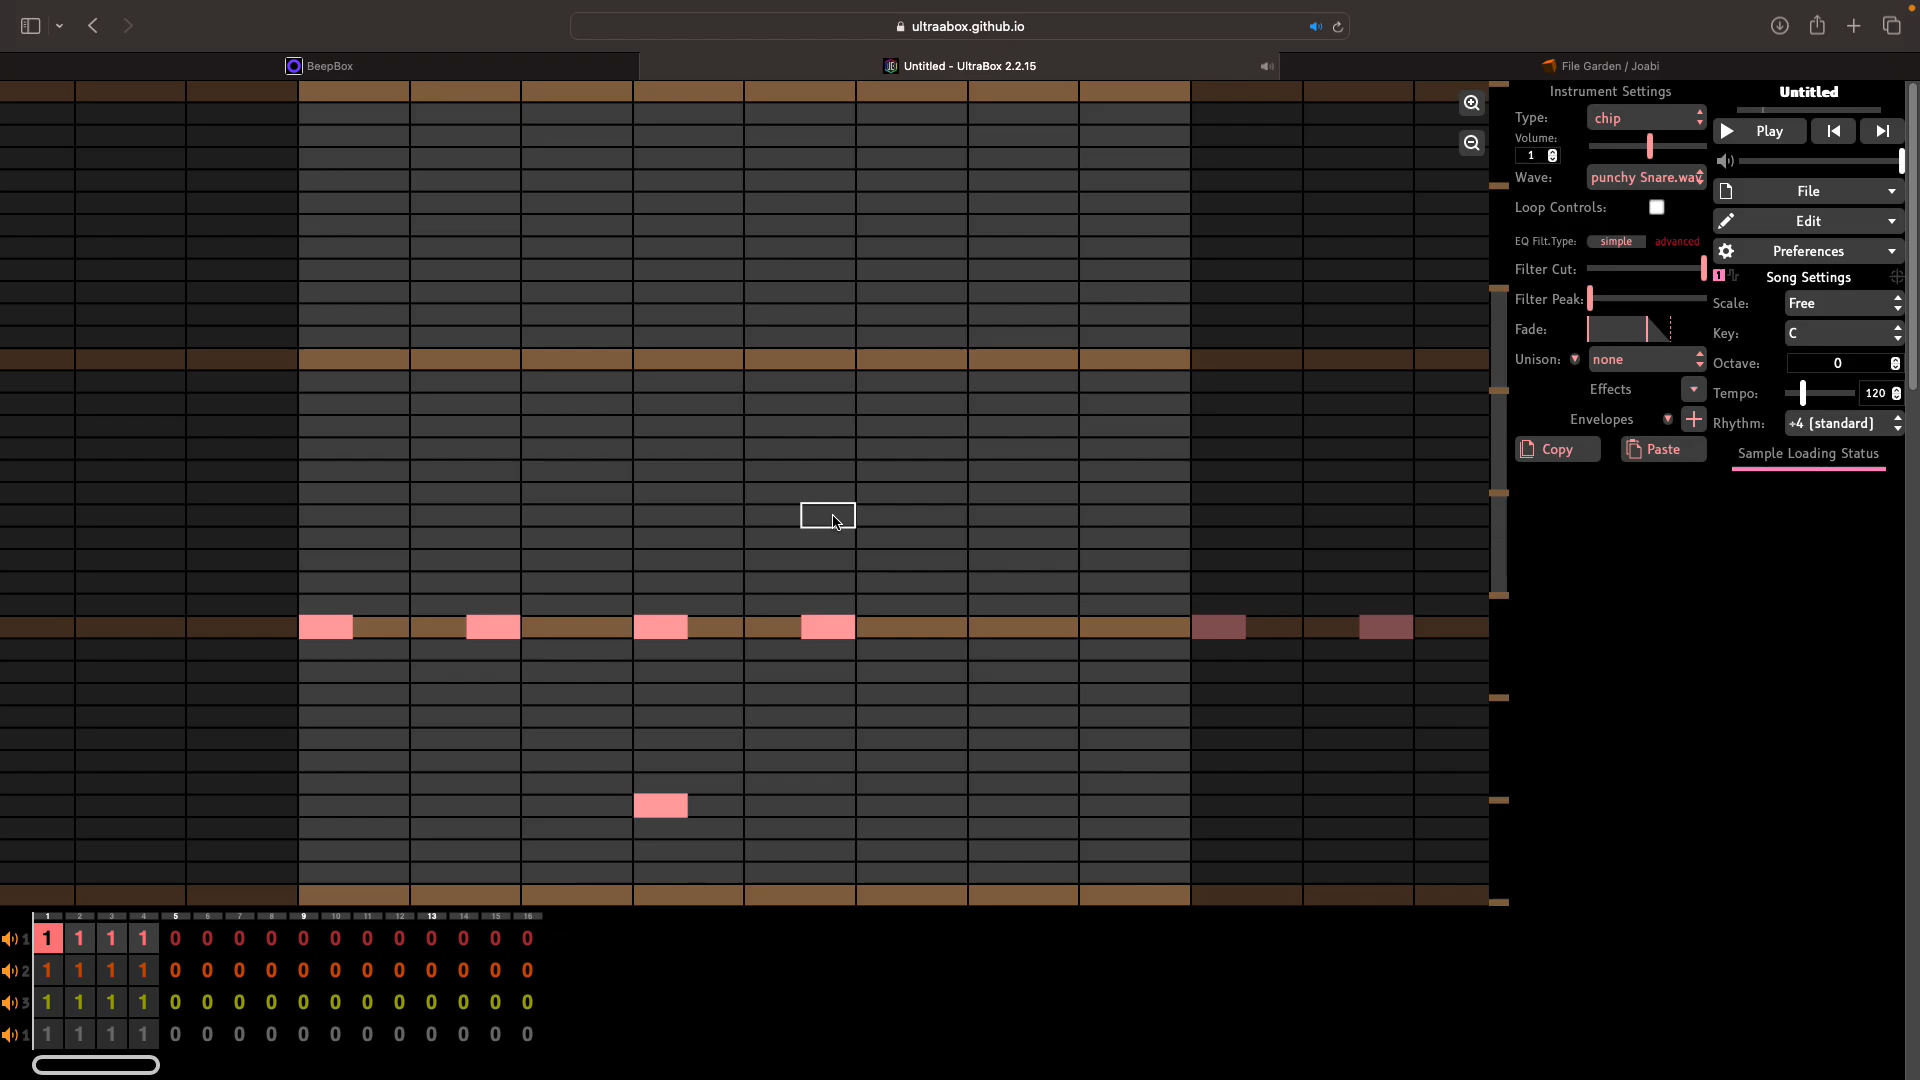 ultraabox.github.io
BeepBox
Untitled - UltraBox 2.2.15
File Garden / Joabi
Instrument Settings
Type:
chip
Volume:
1
Wave:
punchy Snare.wav
Loop Controls:
EQ Filt.Type:
simple
advanced
Filter Cut:
Filter Peak:
Fade:
Unison:
none
Effects
Envelopes
Copy
Paste
Untitled
Play
File
Edit
Preferences
1
Song Settings
Scale:
Free
Key:
C
Octave:
0
Tempo:
120
Rhythm:
÷4 [standard]
Sample Loading Status
1 2 3 4 5 6 7 8 9 10 11 12 13 14 15 16
1 1 1 1 1 0 0 0 0 0 0 0 0 0 0 0 0
2 1 1 1 1 0 0 0 0 0 0 0 0 0 0 0 0
3 1 1 1 1 0 0 0 0 0 0 0 0 0 0 0 0
1 1 1 1 1 0 0 0 0 0 0 0 0 0 0 0 0